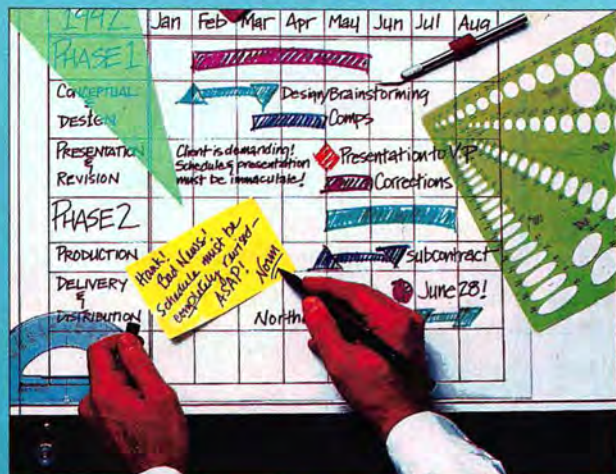 1992 Jan Feb Mar Apr May Jun Jul Aug
PHASE 1
CONCEPTUAL Design/Brainstorming
&
DESIGN Comps
PRESENTATION Client is demanding! Presentation to V.P.
& Schedule & presentation
REVISION must be immaculate! Corrections
PHASE 2
PRODUCTION subcontract
Hank!
Bad News!
Schedule must be
completely revised-
ASAP!
Norm
DELIVERY June 28!
&
DISTRIBUTION North